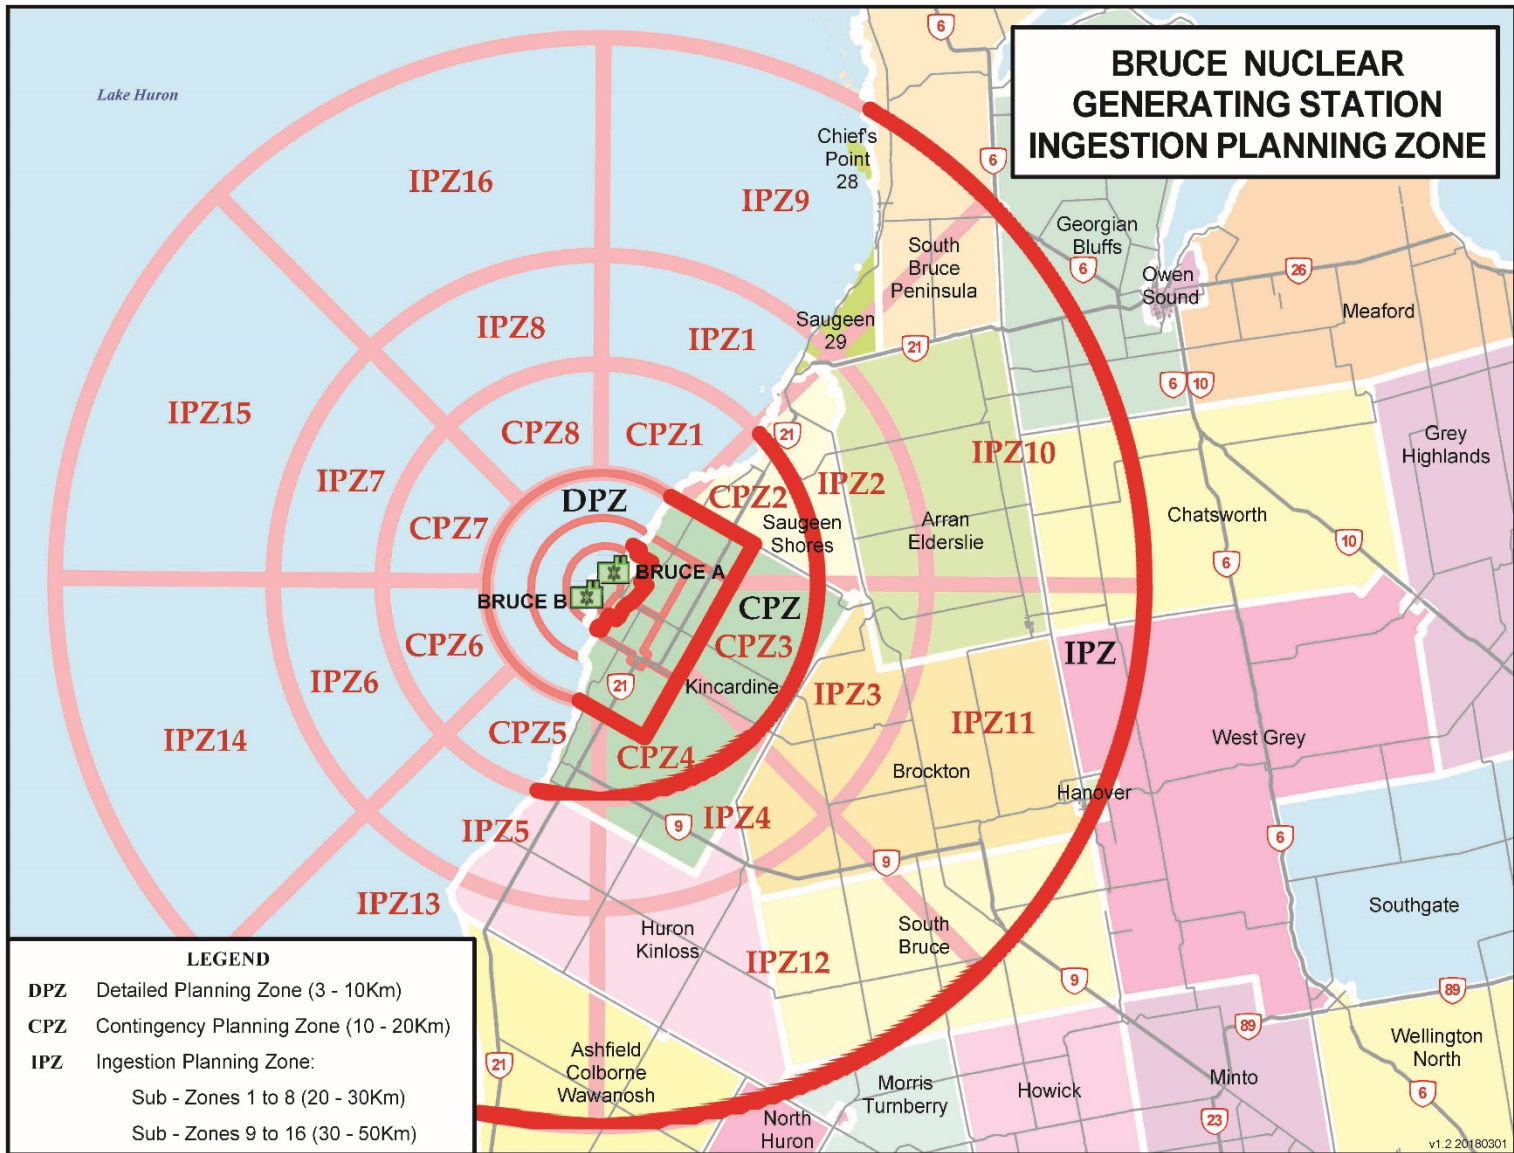 BRUCE NUCLEAR
GENERATING STATION
INGESTION PLANNING ZONE
Lake Huron
6
Chief's
Point
28
6
IPZ16
IPZ9
Georgian
Bluffs
South
Bruce
Peninsula
6
Owen
Sound
26
Meaford
Saugeen
29
IPZ8
IPZ1
21
6
10
IPZ15
CPZ8
CPZ1
21
Grey
Highlands
IPZ10
IPZ7
IPZ2
CPZ2
DPZ
CPZ7
Saugeen
Shores
Arran
Elderslie
Chatsworth
6
10
BRUCE A
BRUCE B
CPZ
CPZ6
CPZ3
IPZ
IPZ6
21
Kincardine
IPZ3
IPZ11
IPZ14
CPZ5
CPZ4
West Grey
Brockton
Hanover
IPZ5
9
IPZ4
6
9
IPZ13
Southgate
Huron
Kinloss
South
Bruce
IPZ12
9
89
89
21
Ashfield
Colborne
Wawanosh
Morris
Turnberry
Howick
Minto
Wellington
North
6
North
Huron
23
LEGEND
DPZ Detailed Planning Zone (3 - 10Km)
CPZ Contingency Planning Zone (10 - 20Km)
IPZ Ingestion Planning Zone:
Sub - Zones 1 to 8 (20 - 30Km)
Sub - Zones 9 to 16 (30 - 50Km)
v1.2 20180301